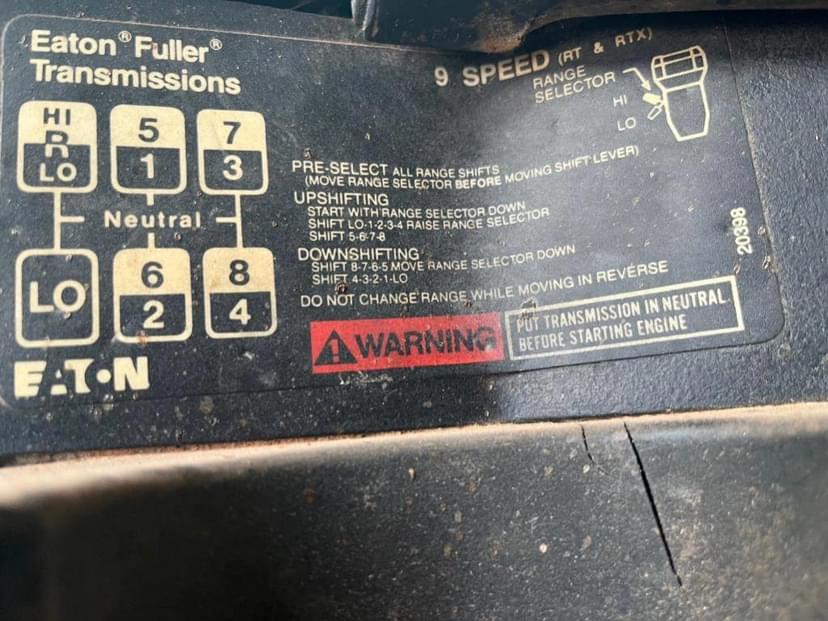 Eaton® Fuller®
Transmissions
HI
R
LO
5
1
7
3
Neutral
LO
6
2
8
4
EATON
9 SPEED (RT & RTX)
RANGE
SELECTOR
HI
LO
PRE-SELECT ALL RANGE SHIFTS
(MOVE RANGE SELECTOR BEFORE MOVING SHIFT LEVER)
UPSHIFTING
START WITH RANGE SELECTOR DOWN
SHIFT LO-1-2-3-4 RAISE RANGE SELECTOR
SHIFT 5-6-7-8
DOWNSHIFTING
SHIFT 8-7-6-5 MOVE RANGE SELECTOR DOWN
SHIFT 4-3-2-1-LO
DO NOT CHANGE RANGE WHILE MOVING IN REVERSE
WARNING
PUT TRANSMISSION IN NEUTRAL
BEFORE STARTING ENGINE
20398